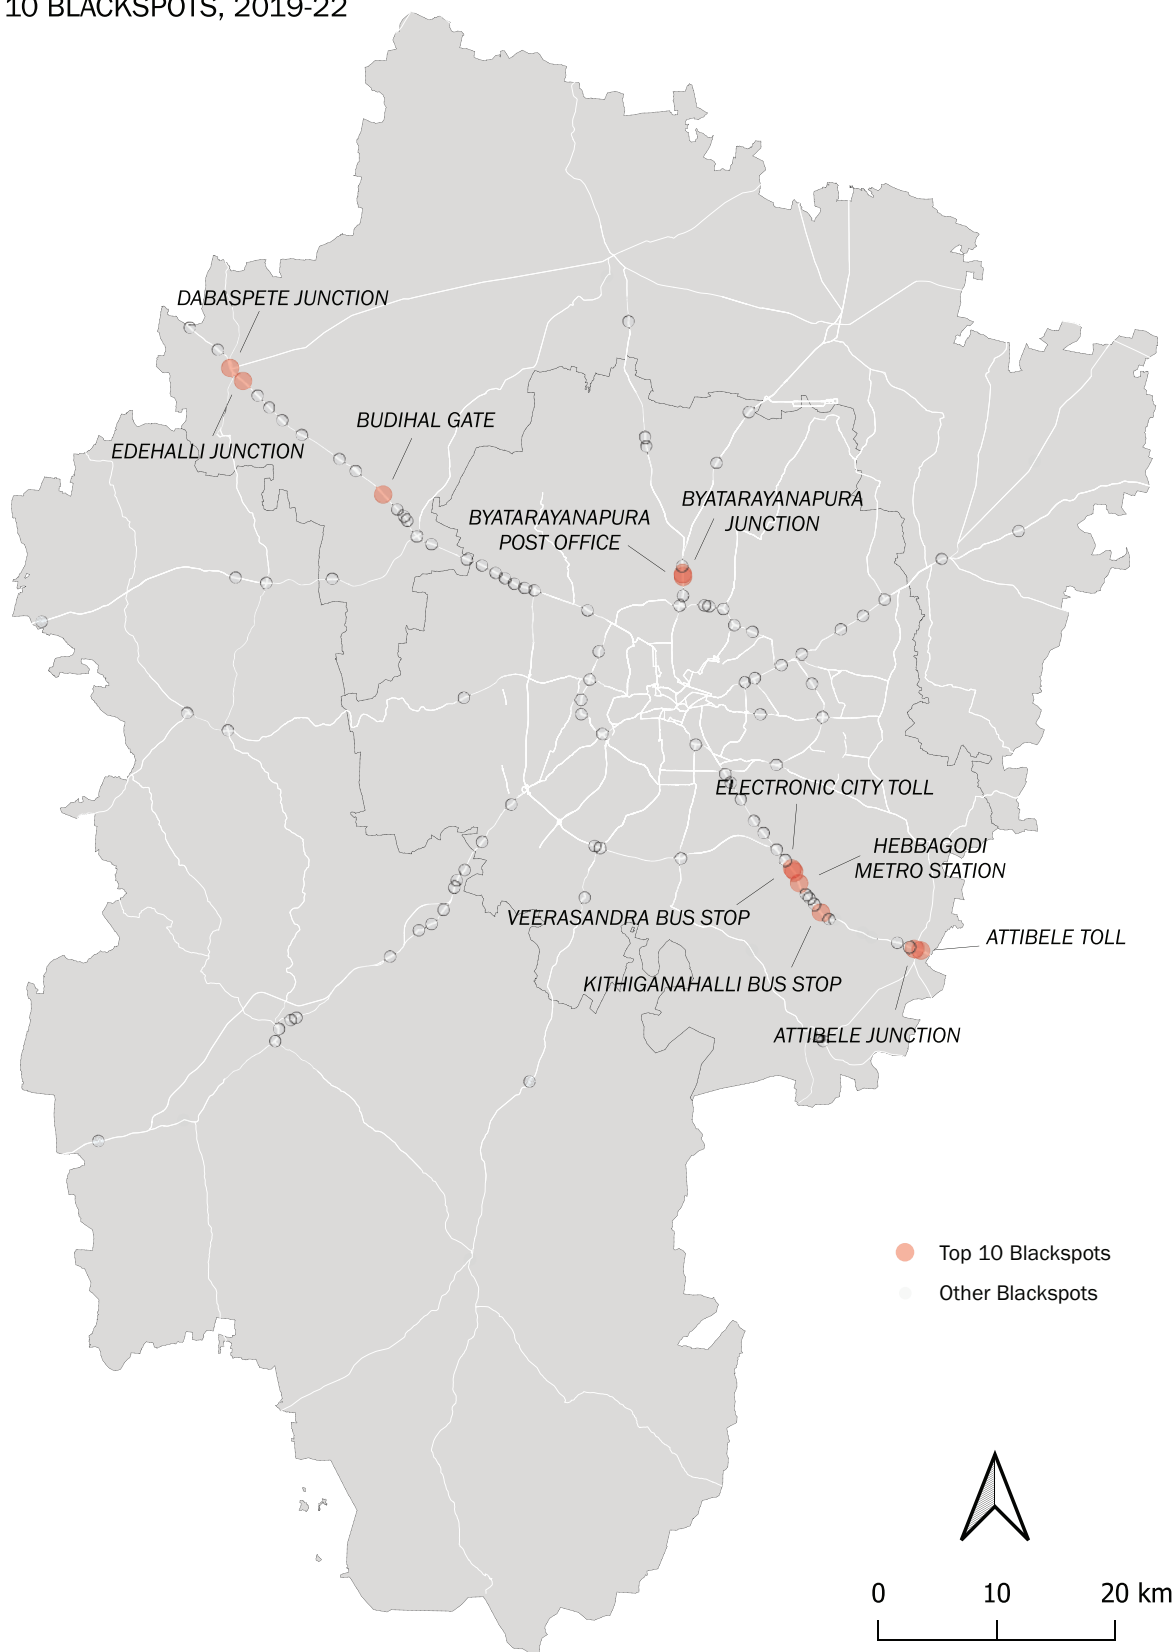 10 BLACKSPOTS, 2019-22
DABASPETE JUNCTION
BUDIHAL GATE
EDEHALLI JUNCTION
BYATARAYANAPURA
JUNCTION
BYATARAYANAPURA
POST OFFICE
ELECTRONIC CITY TOLL
HEBBAGODI
METRO STATION
VEERASANDRA BUS STOP
ATTIBELE TOLL
KITHIGANAHALLI BUS STOP
ATTIBELE JUNCTION
Top 10 Blackspots
Other Blackspots
0 10 20 km